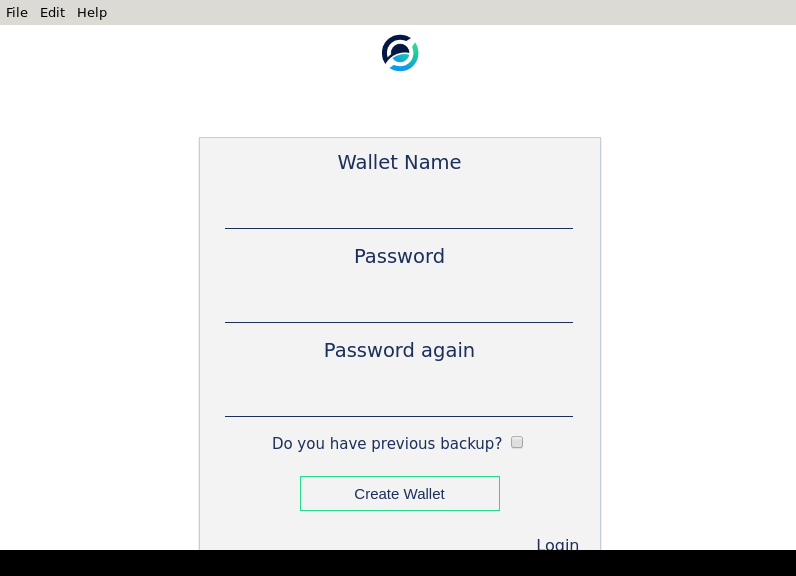 File Edit Help
Wallet Name
Password
Password again
Do you have previous backup?
Create Wallet
Login